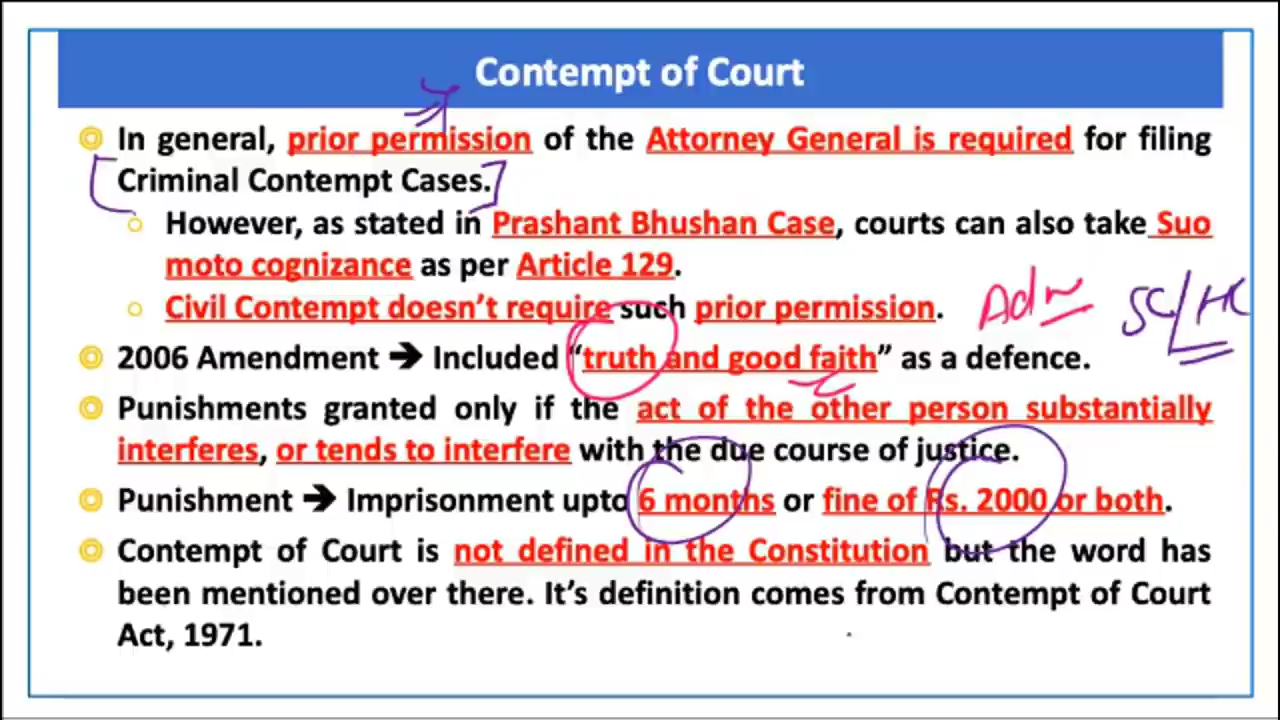 Contempt of Court
In general, prior permission of the Attorney General is required for filing
Criminal Contempt Cases.
However, as stated in Prashant Bhushan Case, courts can also take Suo
moto cognizance as per Article 129.
Civil Contempt doesn't require such prior permission.
SC/HC
2006 Amendment → Included “truth and good faith” as a defence.
Punishments granted only if the act of the other person substantially
interferes, or tends to interfere with the due course of justice.
Punishment → Imprisonment upto 6 months or fine of Rs. 2000 or both.
Contempt of Court is not defined in the Constitution but the word has
been mentioned over there. It's definition comes from Contempt of Court
Act, 1971.